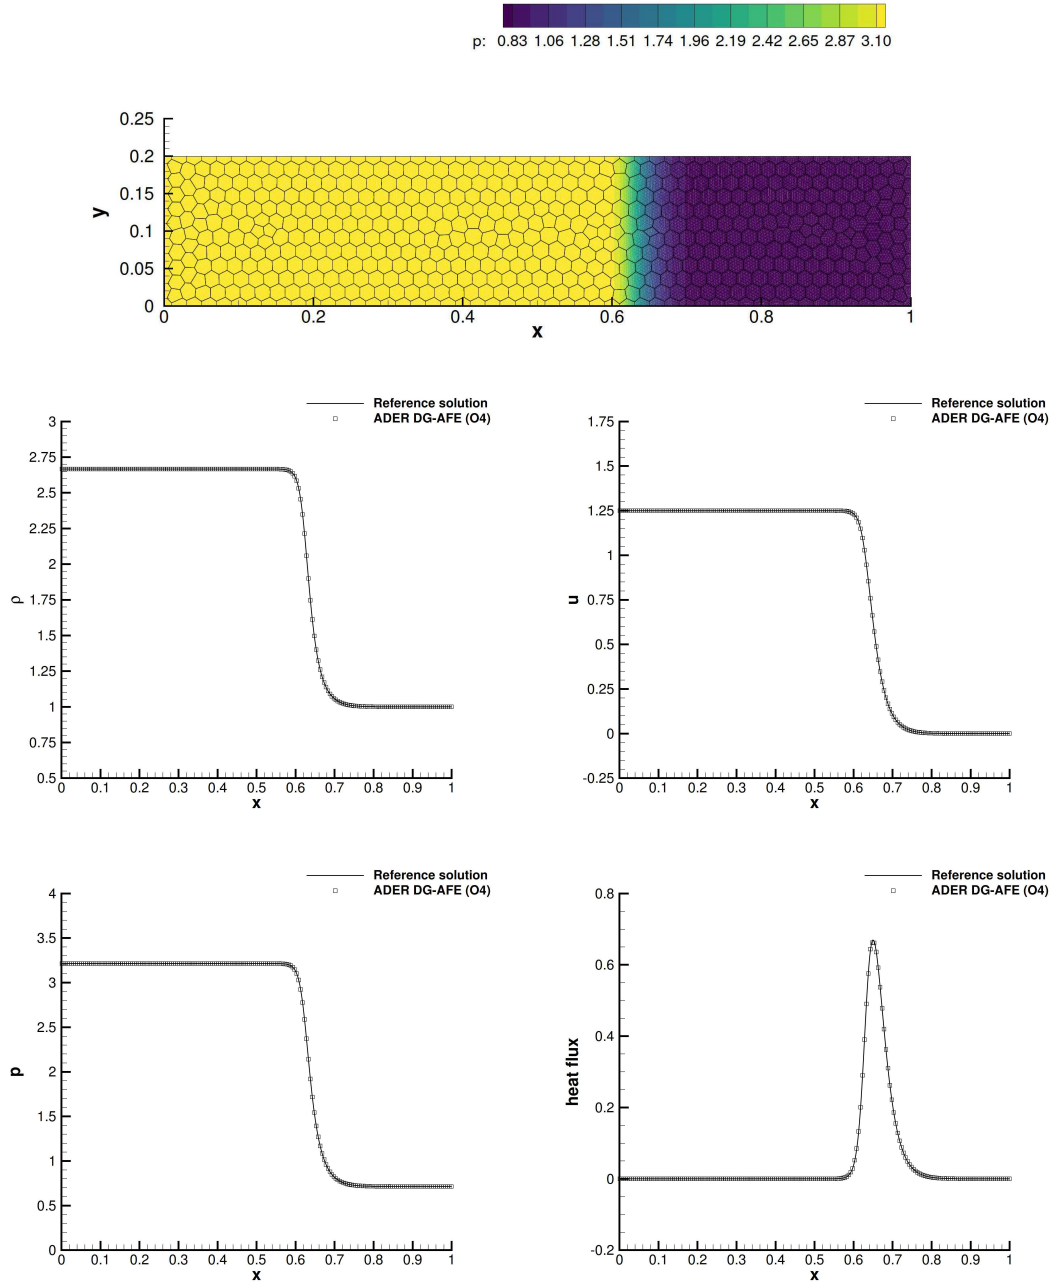 p: 0.83 1.06 1.28 1.51 1.74 1.96 2.19 2.42 2.65 2.87 3.10
0.25
0.2
0.15
0.1
0.05
0
y
0 0.2 0.4 0.6 0.8 1
x
Reference solution
ADER DG-AFE (O4)
3
2.75
2.5
2.25
2
1.75
1.5
1.25
1
0.75
0.5
ρ
0 0.1 0.2 0.3 0.4 0.5 0.6 0.7 0.8 0.9 1
x
Reference solution
ADER DG-AFE (O4)
1.75
1.5
1.25
1
0.75
0.5
0.25
0
-0.25
u
0 0.1 0.2 0.3 0.4 0.5 0.6 0.7 0.8 0.9 1
x
Reference solution
ADER DG-AFE (O4)
4
3.5
3
2.5
2
1.5
1
0.5
0
p
0 0.1 0.2 0.3 0.4 0.5 0.6 0.7 0.8 0.9 1
x
Reference solution
ADER DG-AFE (O4)
0.8
0.6
0.4
0.2
0
-0.2
heat flux
0 0.1 0.2 0.3 0.4 0.5 0.6 0.7 0.8 0.9 1
x